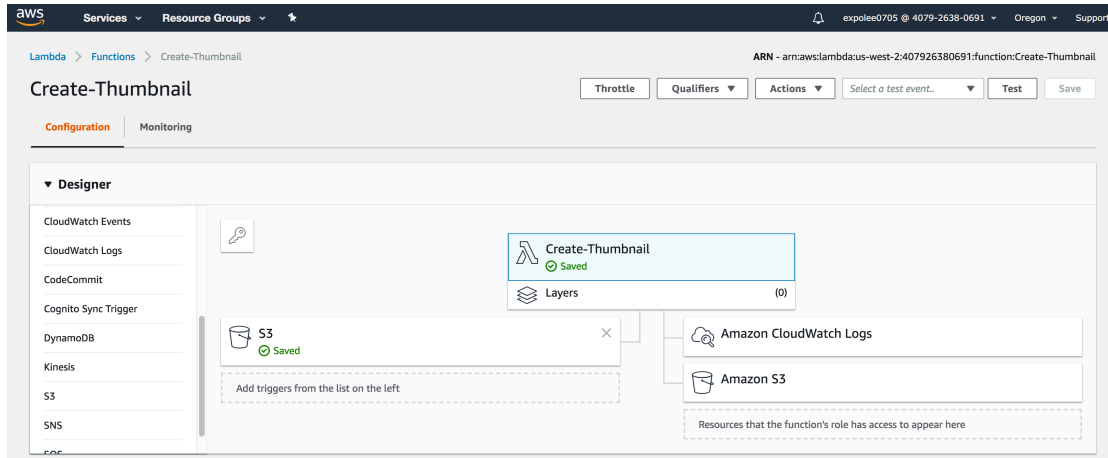 aws Services Resource Groups expolee0705 @ 4079-2638-0691 Oregon Support
Lambda Functions Create-Thumbnail ARN - arn:aws:lambda:us-west-2:407926380691:function:Create-Thumbnail
Create-Thumbnail Throttle Qualifiers Actions Select a test event.. Test Save
Configuration Monitoring
Designer
CloudWatch Events
CloudWatch Logs
CodeCommit
Cognito Sync Trigger
DynamoDB
Kinesis
S3
SNS
SQS
Create-Thumbnail
Saved
Layers (0)
S3
Saved
Add triggers from the list on the left
Amazon CloudWatch Logs
Amazon S3
Resources that the function's role has access to appear here